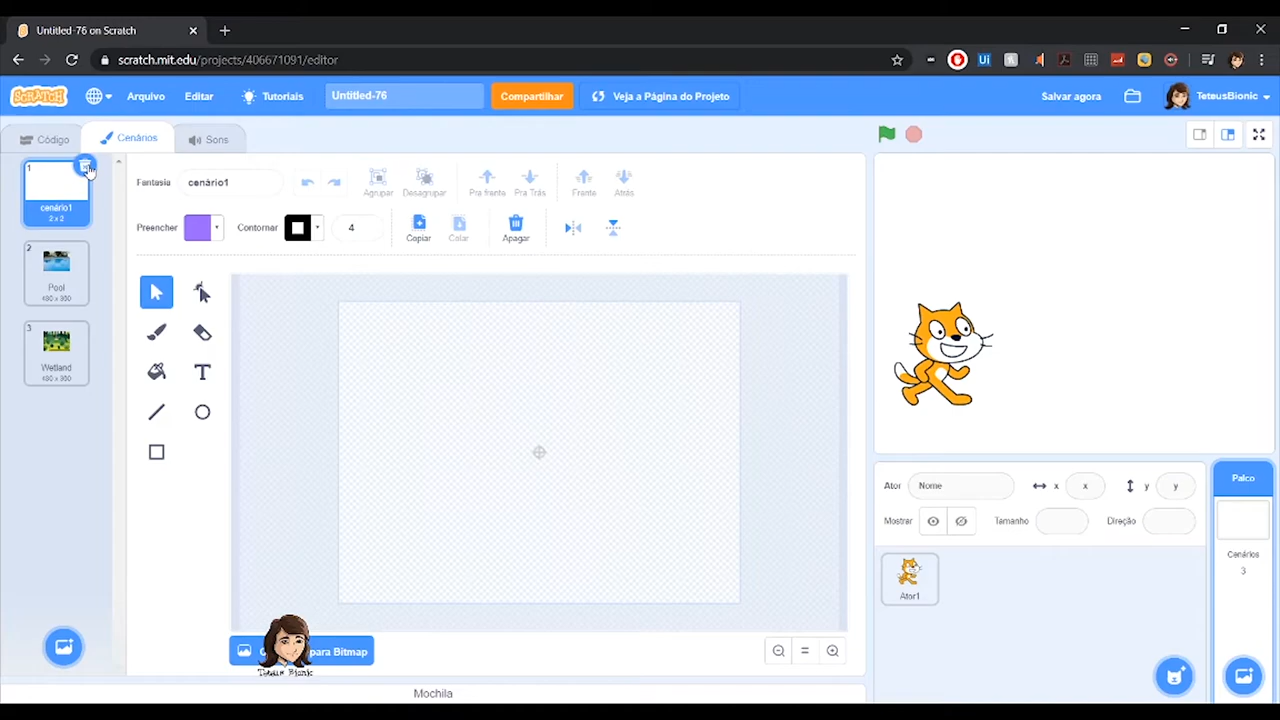 Untitled-76 on Scratch
scratch.mit.edu/projects/406671091/editor
SCRATCH
Arquivo
Editar
Tutoriais
Untitled-76
Compartilhar
Veja a Página do Projeto
Salvar agora
TeteusBionic
Código
Cenários
Sons
1
cenário1
2 x 2
2
Pool
480 x 360
3
Wetland
480 x 360
Fantasia
cenário1
Agrupar
Desagrupar
Pra frente
Pra Trás
Frente
Atrás
Preencher
Contornar
4
Copiar
Colar
Apagar
T
para Bitmap
Teteus Bionic
Mochila
Ator
Nome
x
x
y
y
Mostrar
Tamanho
Direção
Ator1
Palco
Cenários
3